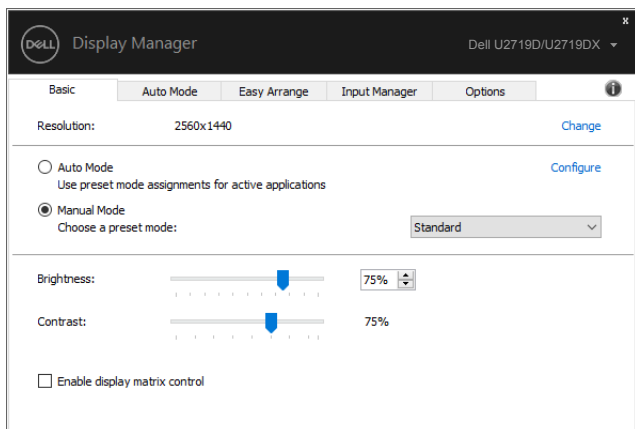 x
DELL Display Manager Dell U2719D/U2719DX
Basic Auto Mode Easy Arrange Input Manager Options i
Resolution: 2560x1440 Change
Auto Mode Configure
Use preset mode assignments for active applications
Manual Mode
Choose a preset mode: Standard
Brightness: 75%
Contrast: 75%
Enable display matrix control